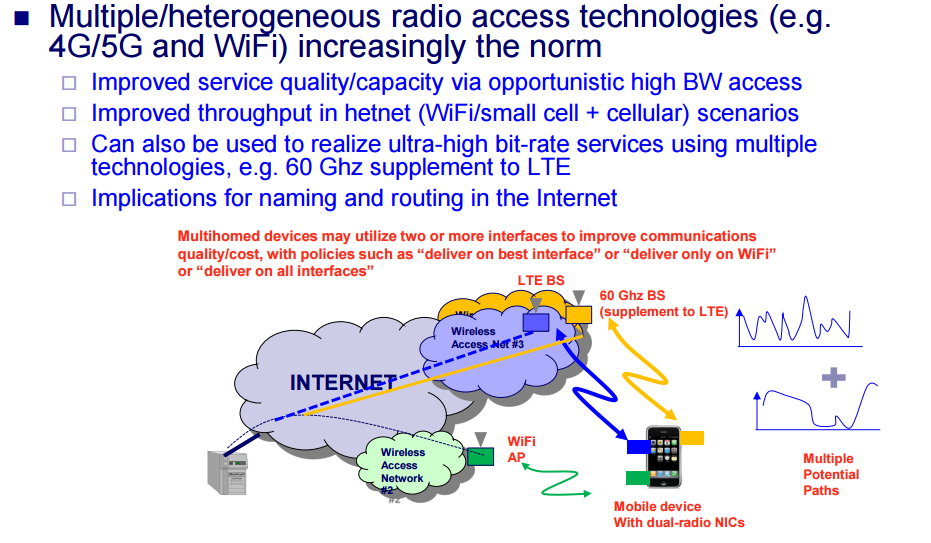 Multiple/heterogeneous radio access technologies (e.g.
4G/5G and WiFi) increasingly the norm
Improved service quality/capacity via opportunistic high BW access
Improved throughput in hetnet (WiFi/small cell + cellular) scenarios
Can also be used to realize ultra-high bit-rate services using multiple
technologies, e.g. 60 Ghz supplement to LTE
Implications for naming and routing in the Internet
Multihomed devices may utilize two or more interfaces to improve communications
quality/cost, with policies such as “deliver on best interface” or “deliver only on WiFi”
or “deliver on all interfaces”
LTE BS
60 Ghz BS
(supplement to LTE)
Wireless
Access Net #3
INTERNET
Wireless
Access
Network
#2
#2
WiFi
AP
Multiple
Potential
Paths
Mobile device
With dual-radio NICs